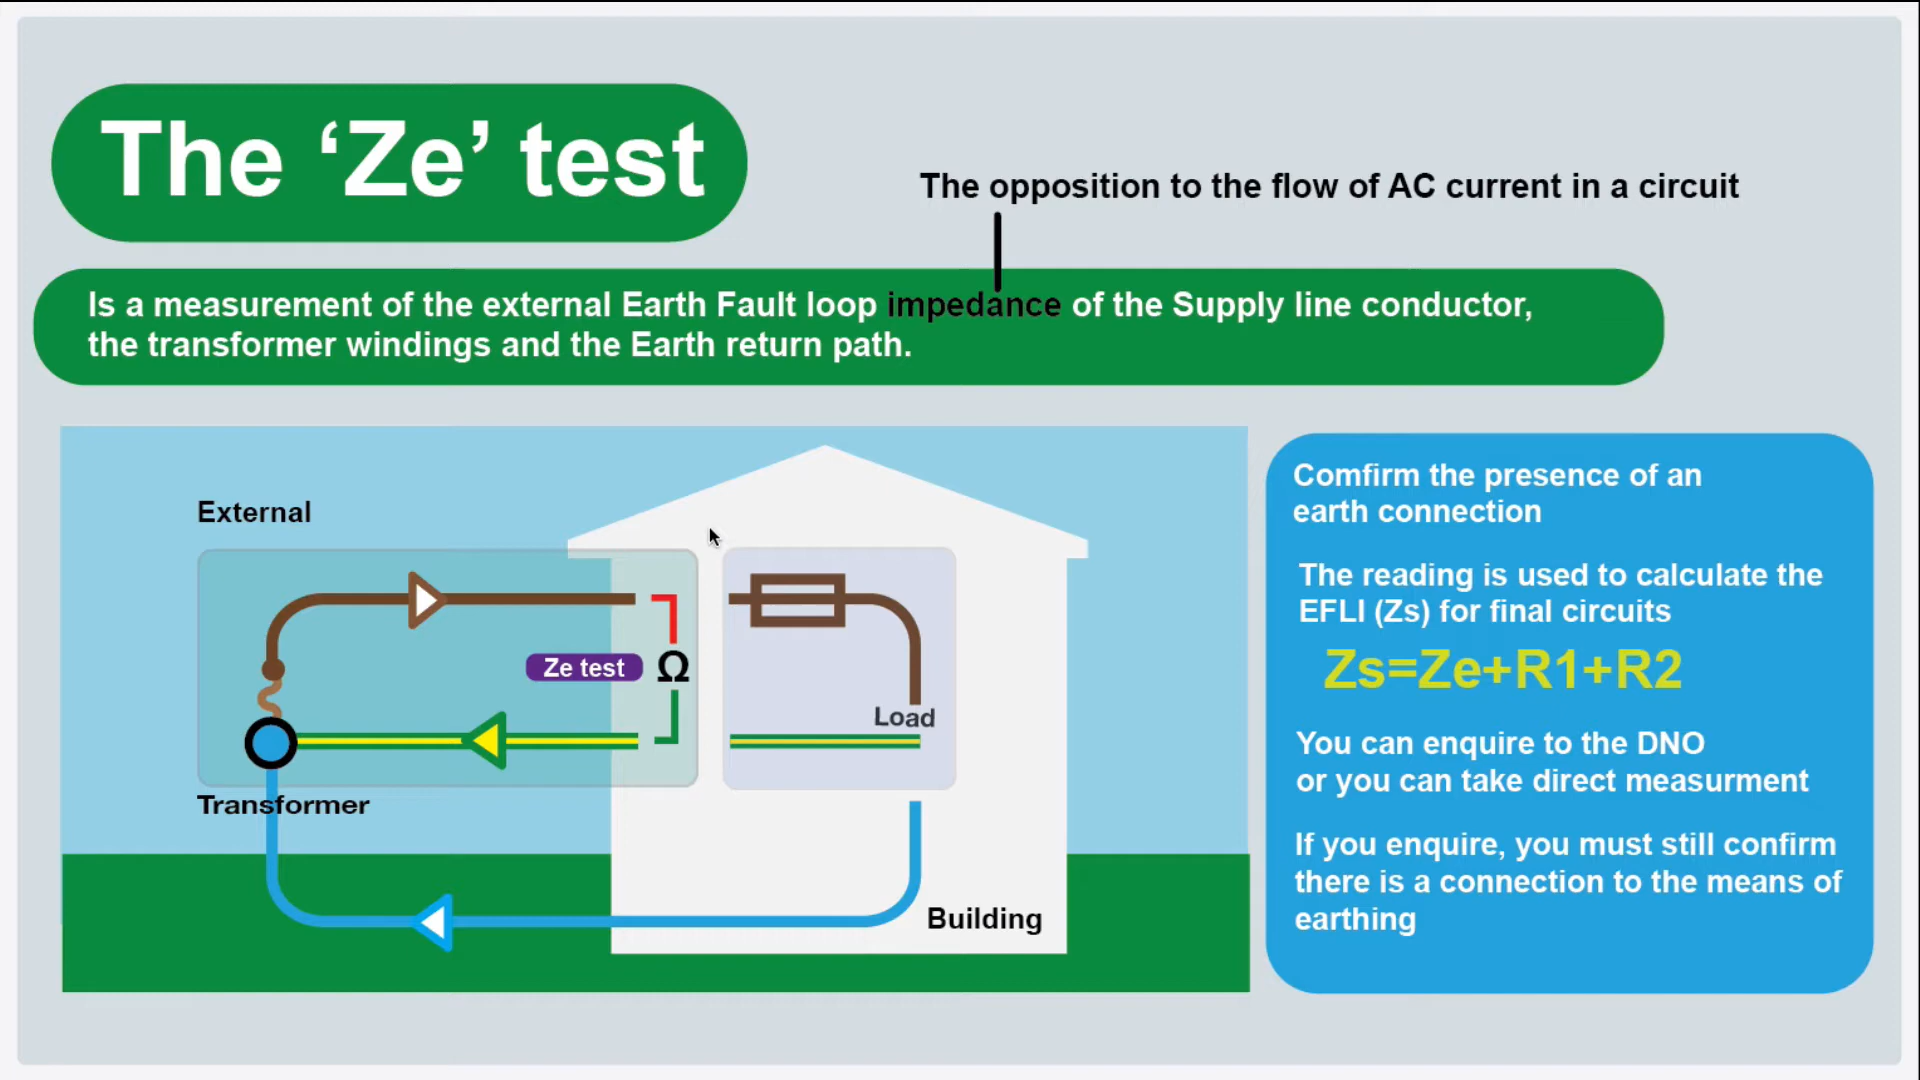 The ‘Ze’ test
The opposition to the flow of AC current in a circuit
Is a measurement of the external Earth Fault loop impedance of the Supply line conductor,
the transformer windings and the Earth return path.
External
Ze test
Ω
Load
Transformer
Building
Comfirm the presence of an
earth connection
The reading is used to calculate the
EFLI (Zs) for final circuits
Zs=Ze+R1+R2
You can enquire to the DNO
or you can take direct measurment
If you enquire, you must still confirm
there is a connection to the means of
earthing